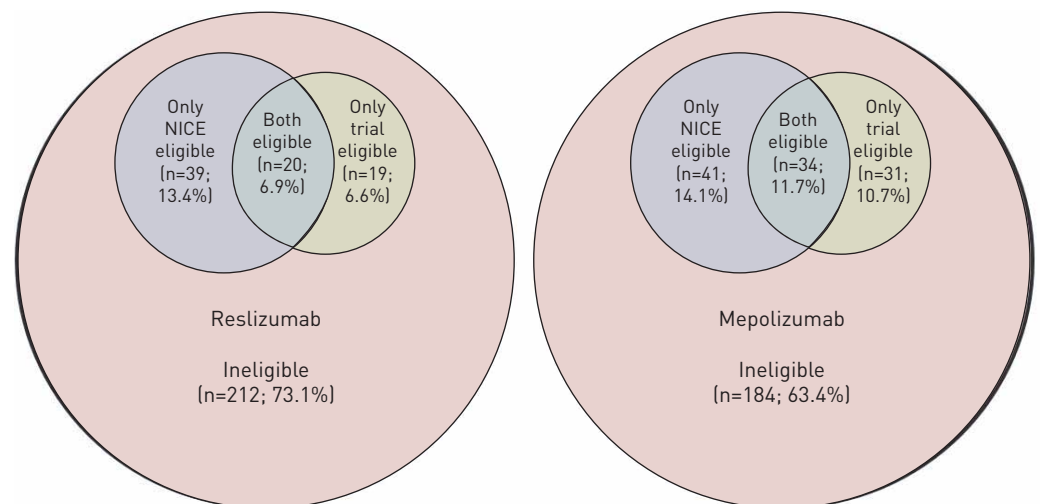 Only
NICE
eligible
(n=39;
13.4%)
Both
eligible
(n=20;
6.9%)
Only
trial
eligible
(n=19;
6.6%)
Reslizumab
Ineligible
(n=212; 73.1%)
Only
NICE
eligible
(n=41;
14.1%)
Both
eligible
(n=34;
11.7%)
Only
trial
eligible
(n=31;
10.7%)
Mepolizumab
Ineligible
(n=184; 63.4%)